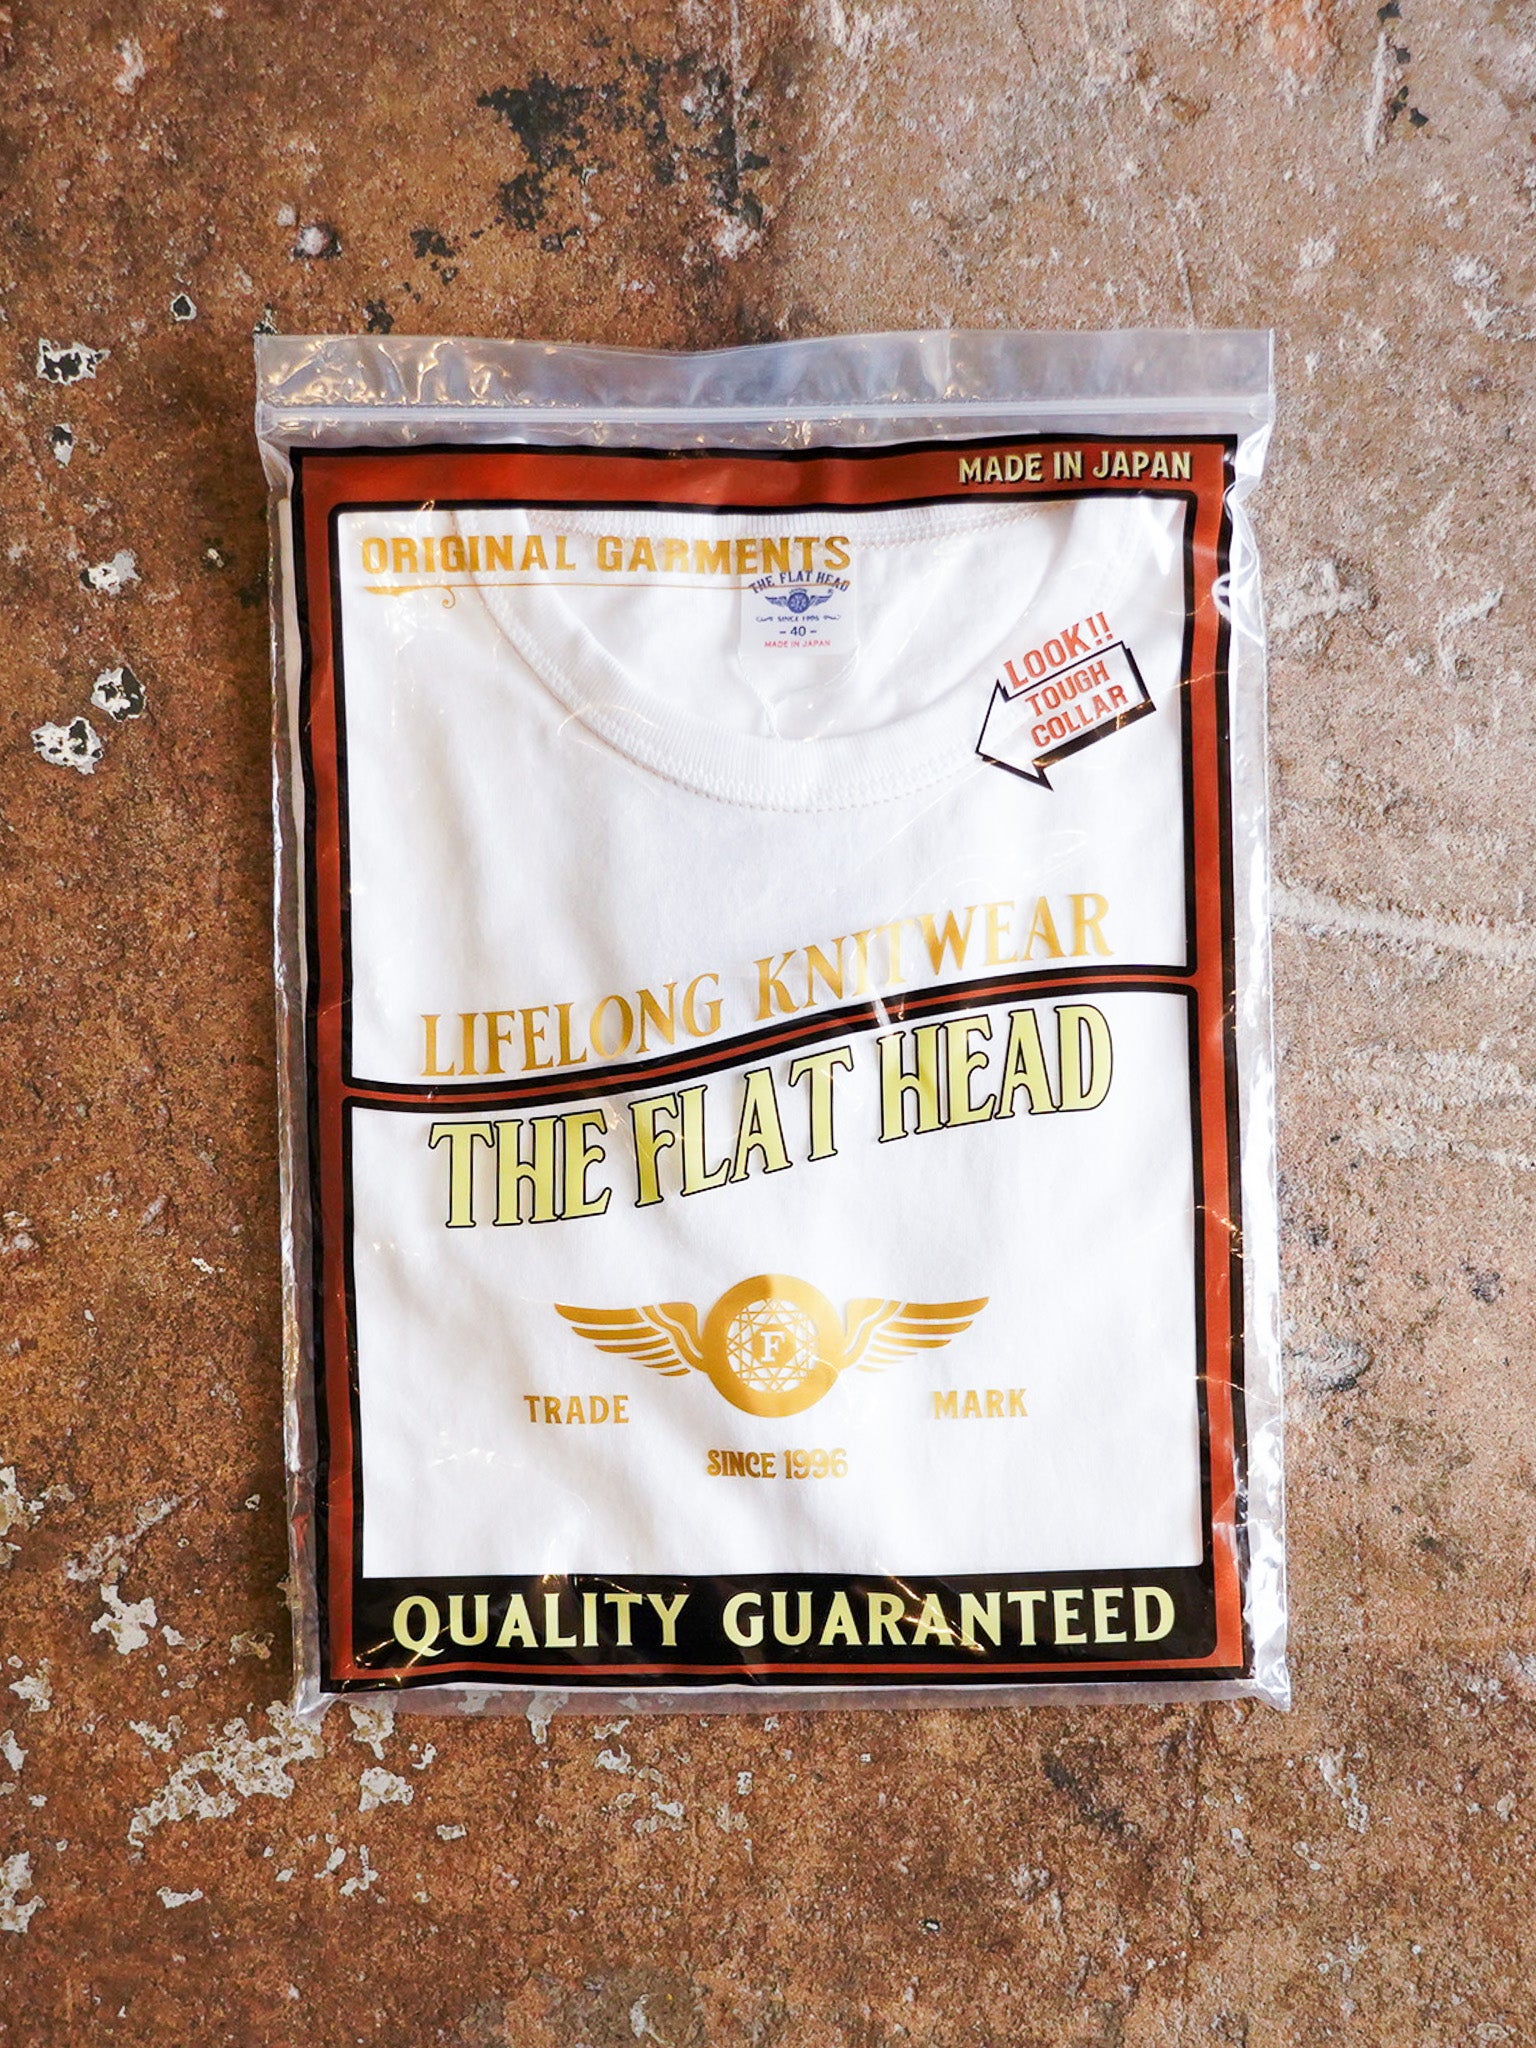 MADE IN JAPAN
ORIGINAL GARMENTS
THE FLAT HEAD
SINCE 1996
- 40 -
MADE IN JAPAN
LOOK!!
TOUGH
COLLAR
LIFELONG KNITWEAR
THE FLAT HEAD
F
TRADE MARK
SINCE 1996
QUALITY GUARANTEED